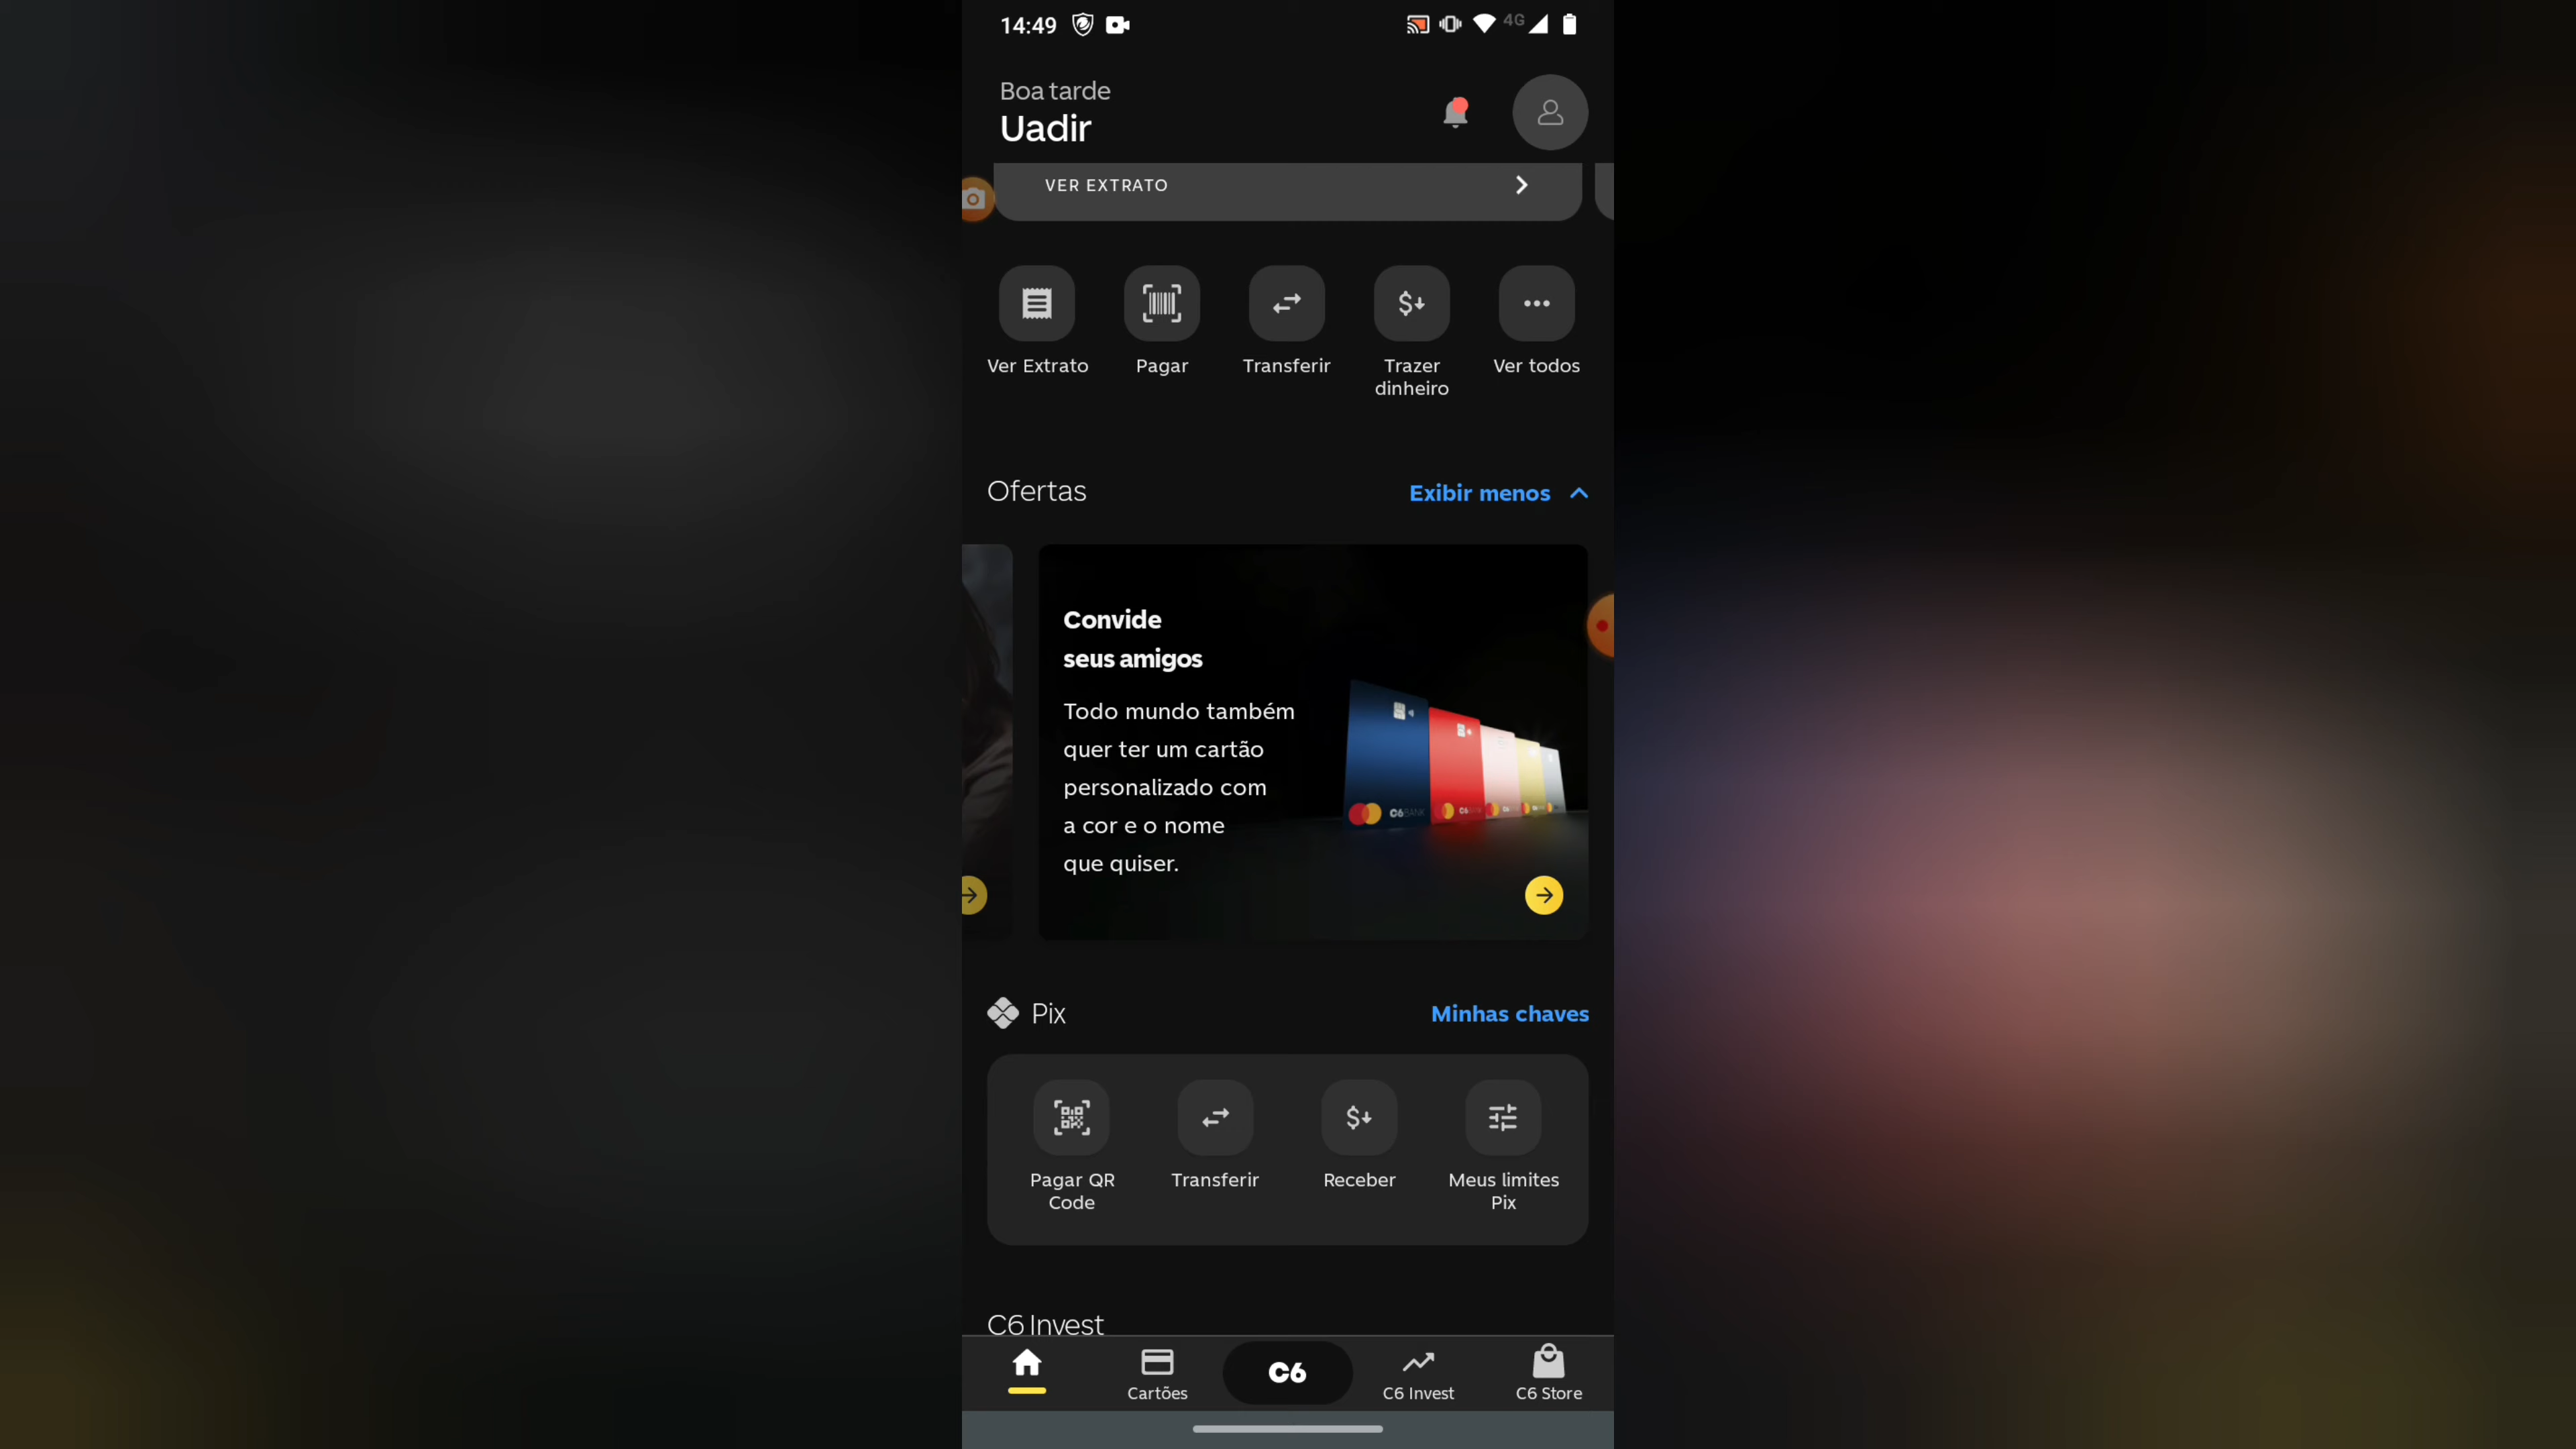 14:49
4G
Boa tarde
Uadir
VER EXTRATO
Ver Extrato
Pagar
Transferir
Trazer
dinheiro
Ver todos
Ofertas
Exibir menos
Convide
seus amigos
Todo mundo também
quer ter um cartão
personalizado com
a cor e o nome
que quiser.
C6BANK
C6
Pix
Minhas chaves
Pagar QR
Code
Transferir
Receber
Meus limites
Pix
C6 Invest
Cartões
C6
C6 Invest
C6 Store